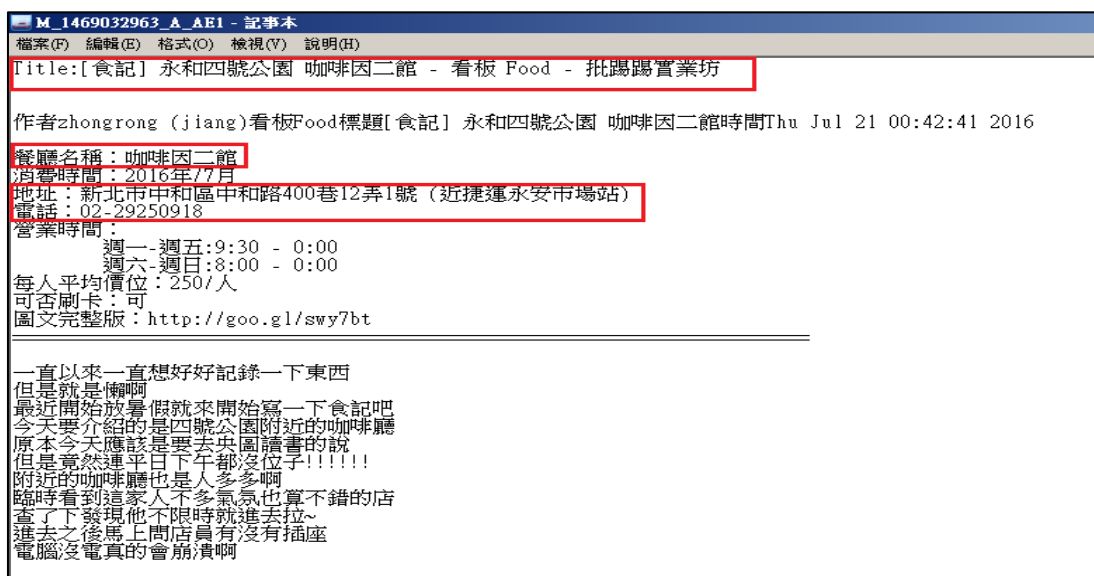 M_1469032963_A_AE1 - 記事本
檔案(F) 編輯(E) 格式(O) 檢視(V) 說明(H)
Title:[食記] 永和四號公園 咖啡因二館 - 看板 Food - 批踢踢實業坊
作者zhongrong (jiang)看板Food標題[食記] 永和四號公園 咖啡因二館時間Thu Jul 21 00:42:41 2016
餐廳名稱：咖啡因二館
消費時間：2016年/7月
地址：新北市中和區中和路400巷12弄1號 (近捷運永安市場站)
電話：02-29250918
營業時間：
週一-週五:9:30 - 0:00
週六-週日:8:00 - 0:00
每人平均價位：250/人
可否刷卡：可
圖文完整版：http://goo.gl/swy7bt
一直以來一直想好好記錄一下東西
但是就是懶啊
最近開始放暑假就來開始寫一下食記吧
今天要介紹的是四號公園附近的咖啡廳
原本今天應該是要去央圖讀書的說
但是竟然連平日下午都沒位子!!!!!!
附近的咖啡廳也是人多多啊
臨時看到這家人不多氣氛也算不錯的店
查了下發現他不限時就進去拉~
進去之後馬上問店員有沒有插座
電腦沒電真的會崩潰啊